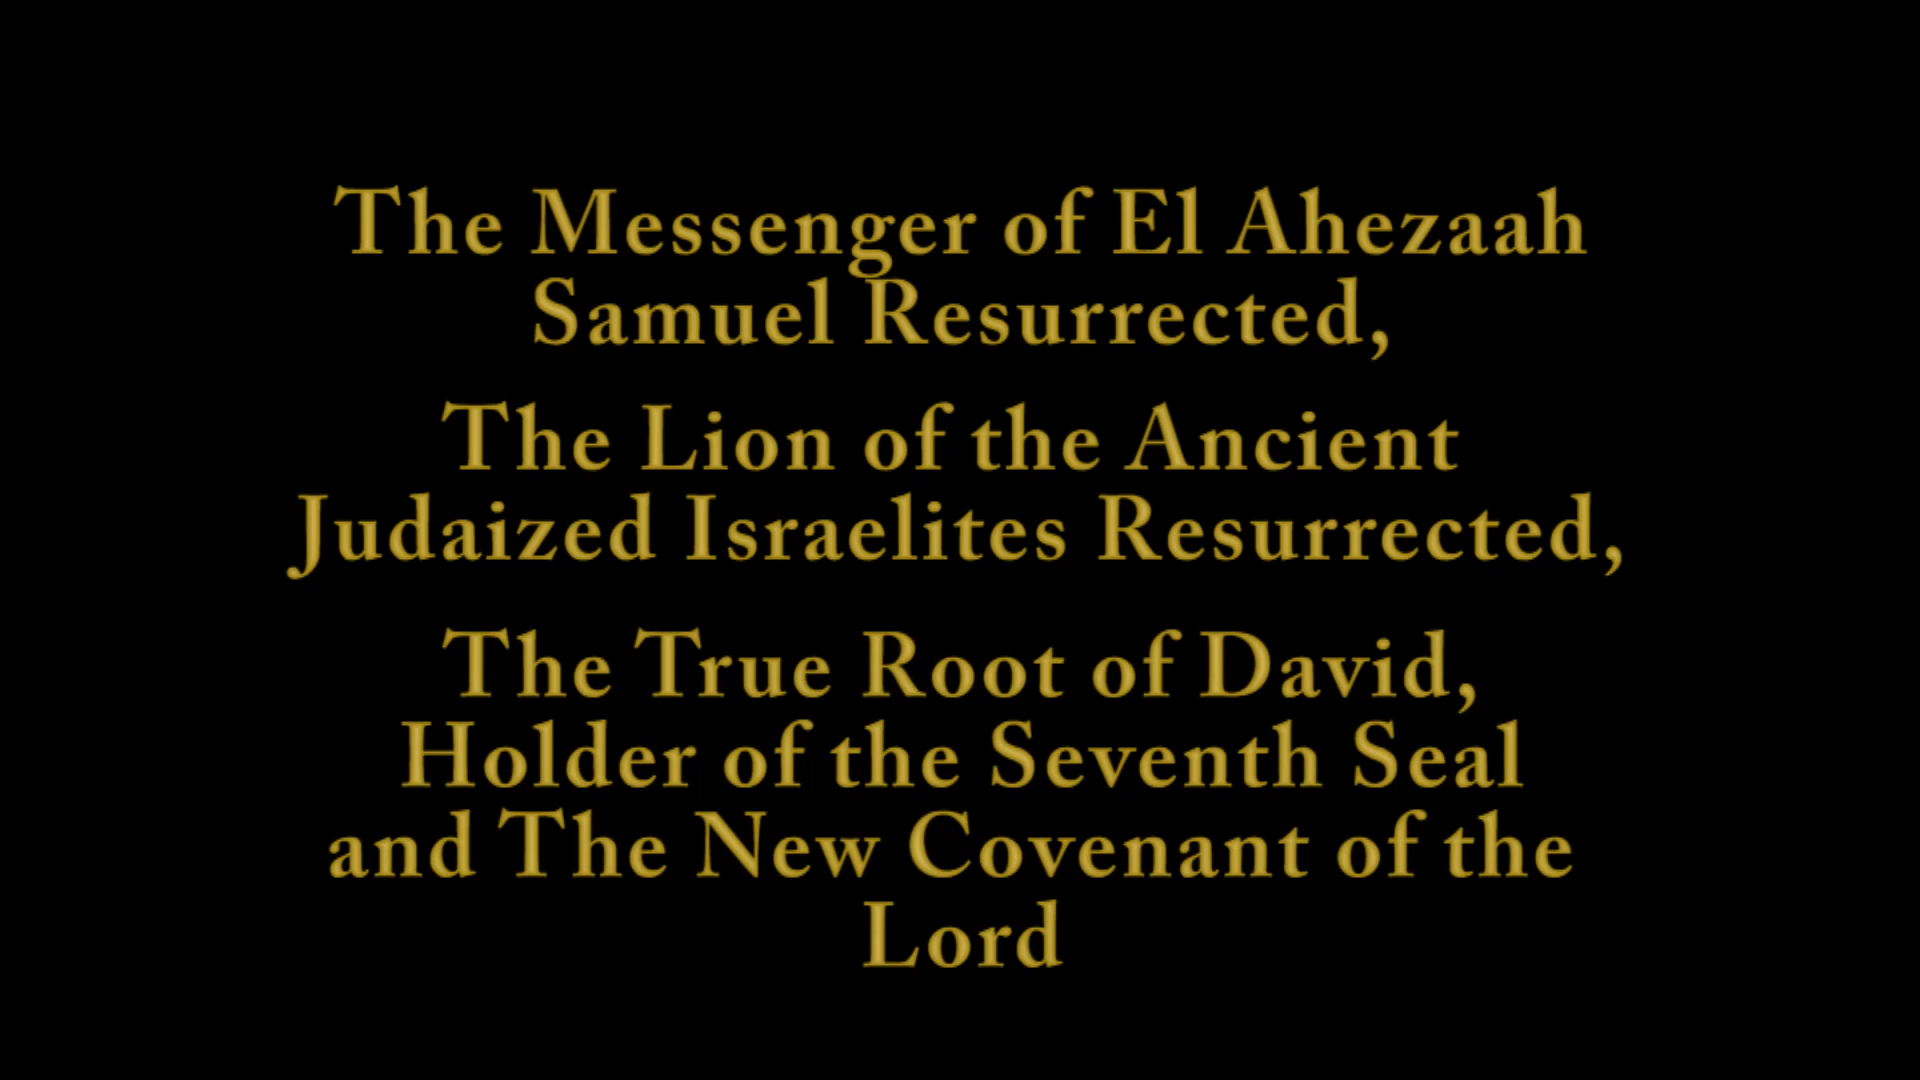 The Messenger of El Ahezaah
Samuel Resurrected,
The Lion of the Ancient
Judaized Israelites Resurrected,
The True Root of David,
Holder of the Seventh Seal
and The New Covenant of the
Lord